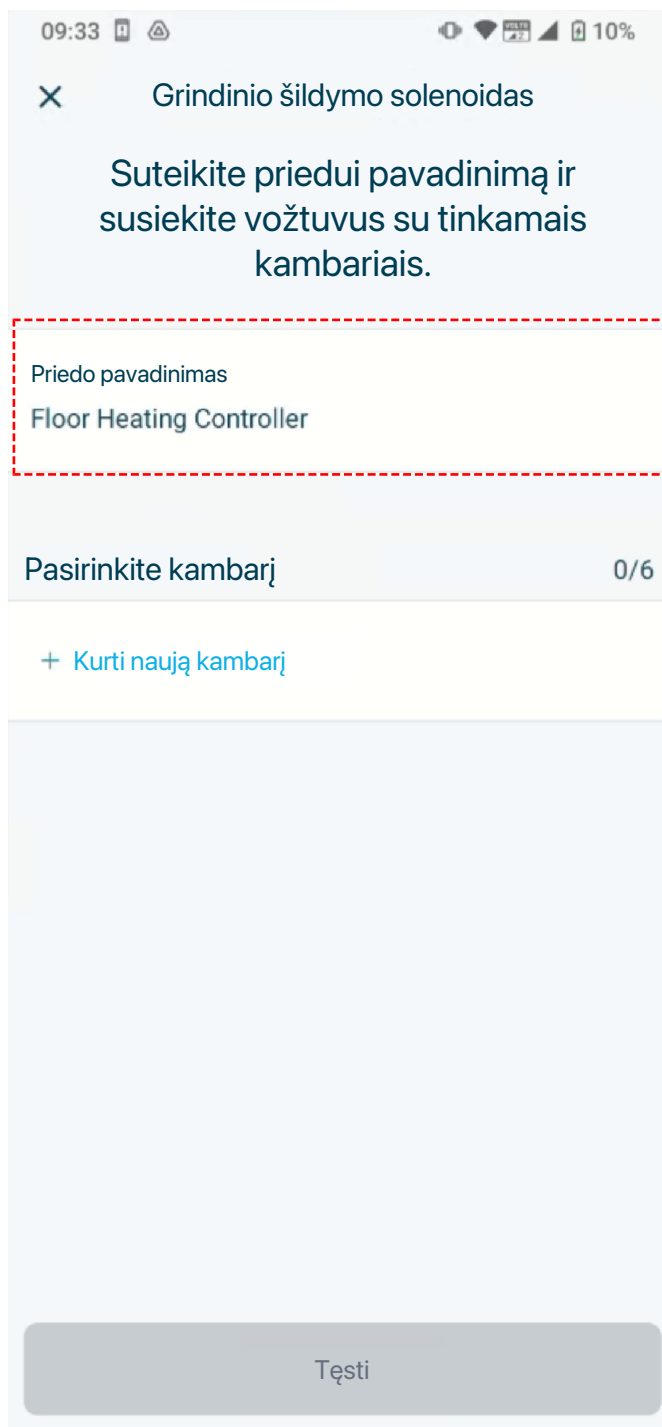 09:33 10%
Grindinio šildymo solenoidas
Suteikite priedui pavadinimą ir
susiekite vožtuvus su tinkamais
kambariais.
Priedo pavadinimas
Floor Heating Controller
Pasirinkite kambarį 0/6
+ Kurti naują kambarį
Tęsti